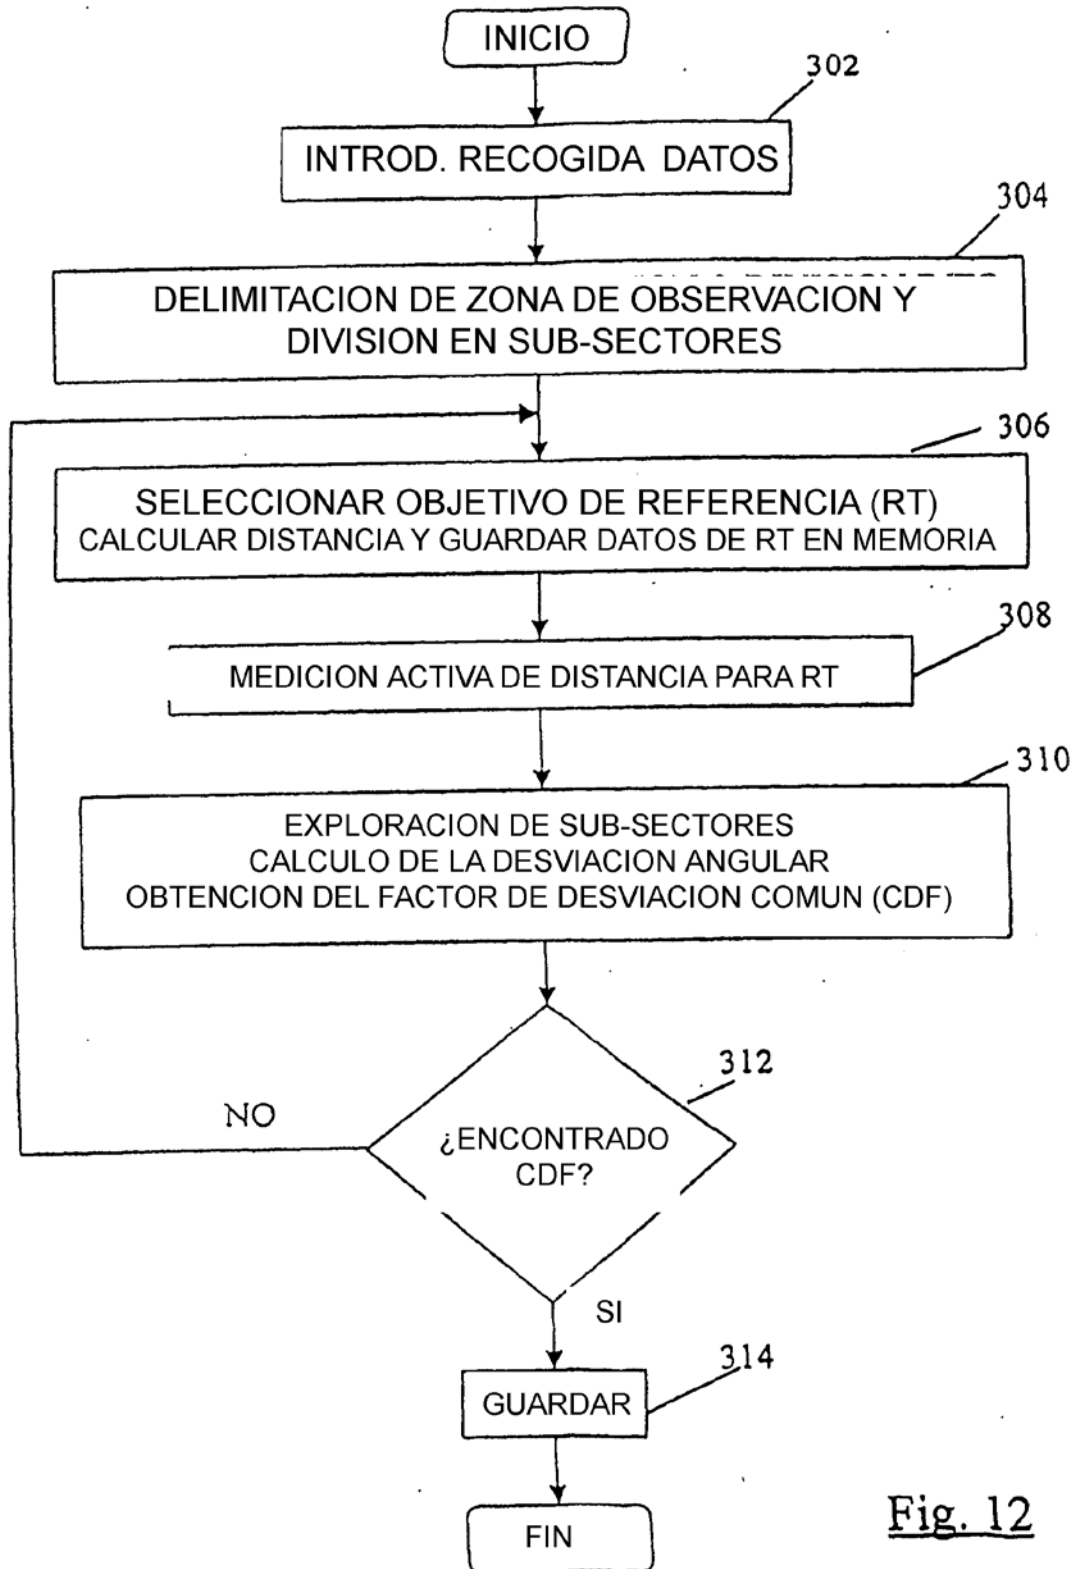 INICIO
302
INTROD. RECOGIDA DATOS
304
DELIMITACION DE ZONA DE OBSERVACION Y
DIVISION EN SUB-SECTORES
306
SELECCIONAR OBJETIVO DE REFERENCIA (RT)
CALCULAR DISTANCIA Y GUARDAR DATOS DE RT EN MEMORIA
308
MEDICION ACTIVA DE DISTANCIA PARA RT
310
EXPLORACION DE SUB-SECTORES
CALCULO DE LA DESVIACION ANGULAR
OBTENCION DEL FACTOR DE DESVIACION COMUN (CDF)
312
NO
¿ENCONTRADO
CDF?
SI
314
GUARDAR
FIN
Fig. 12